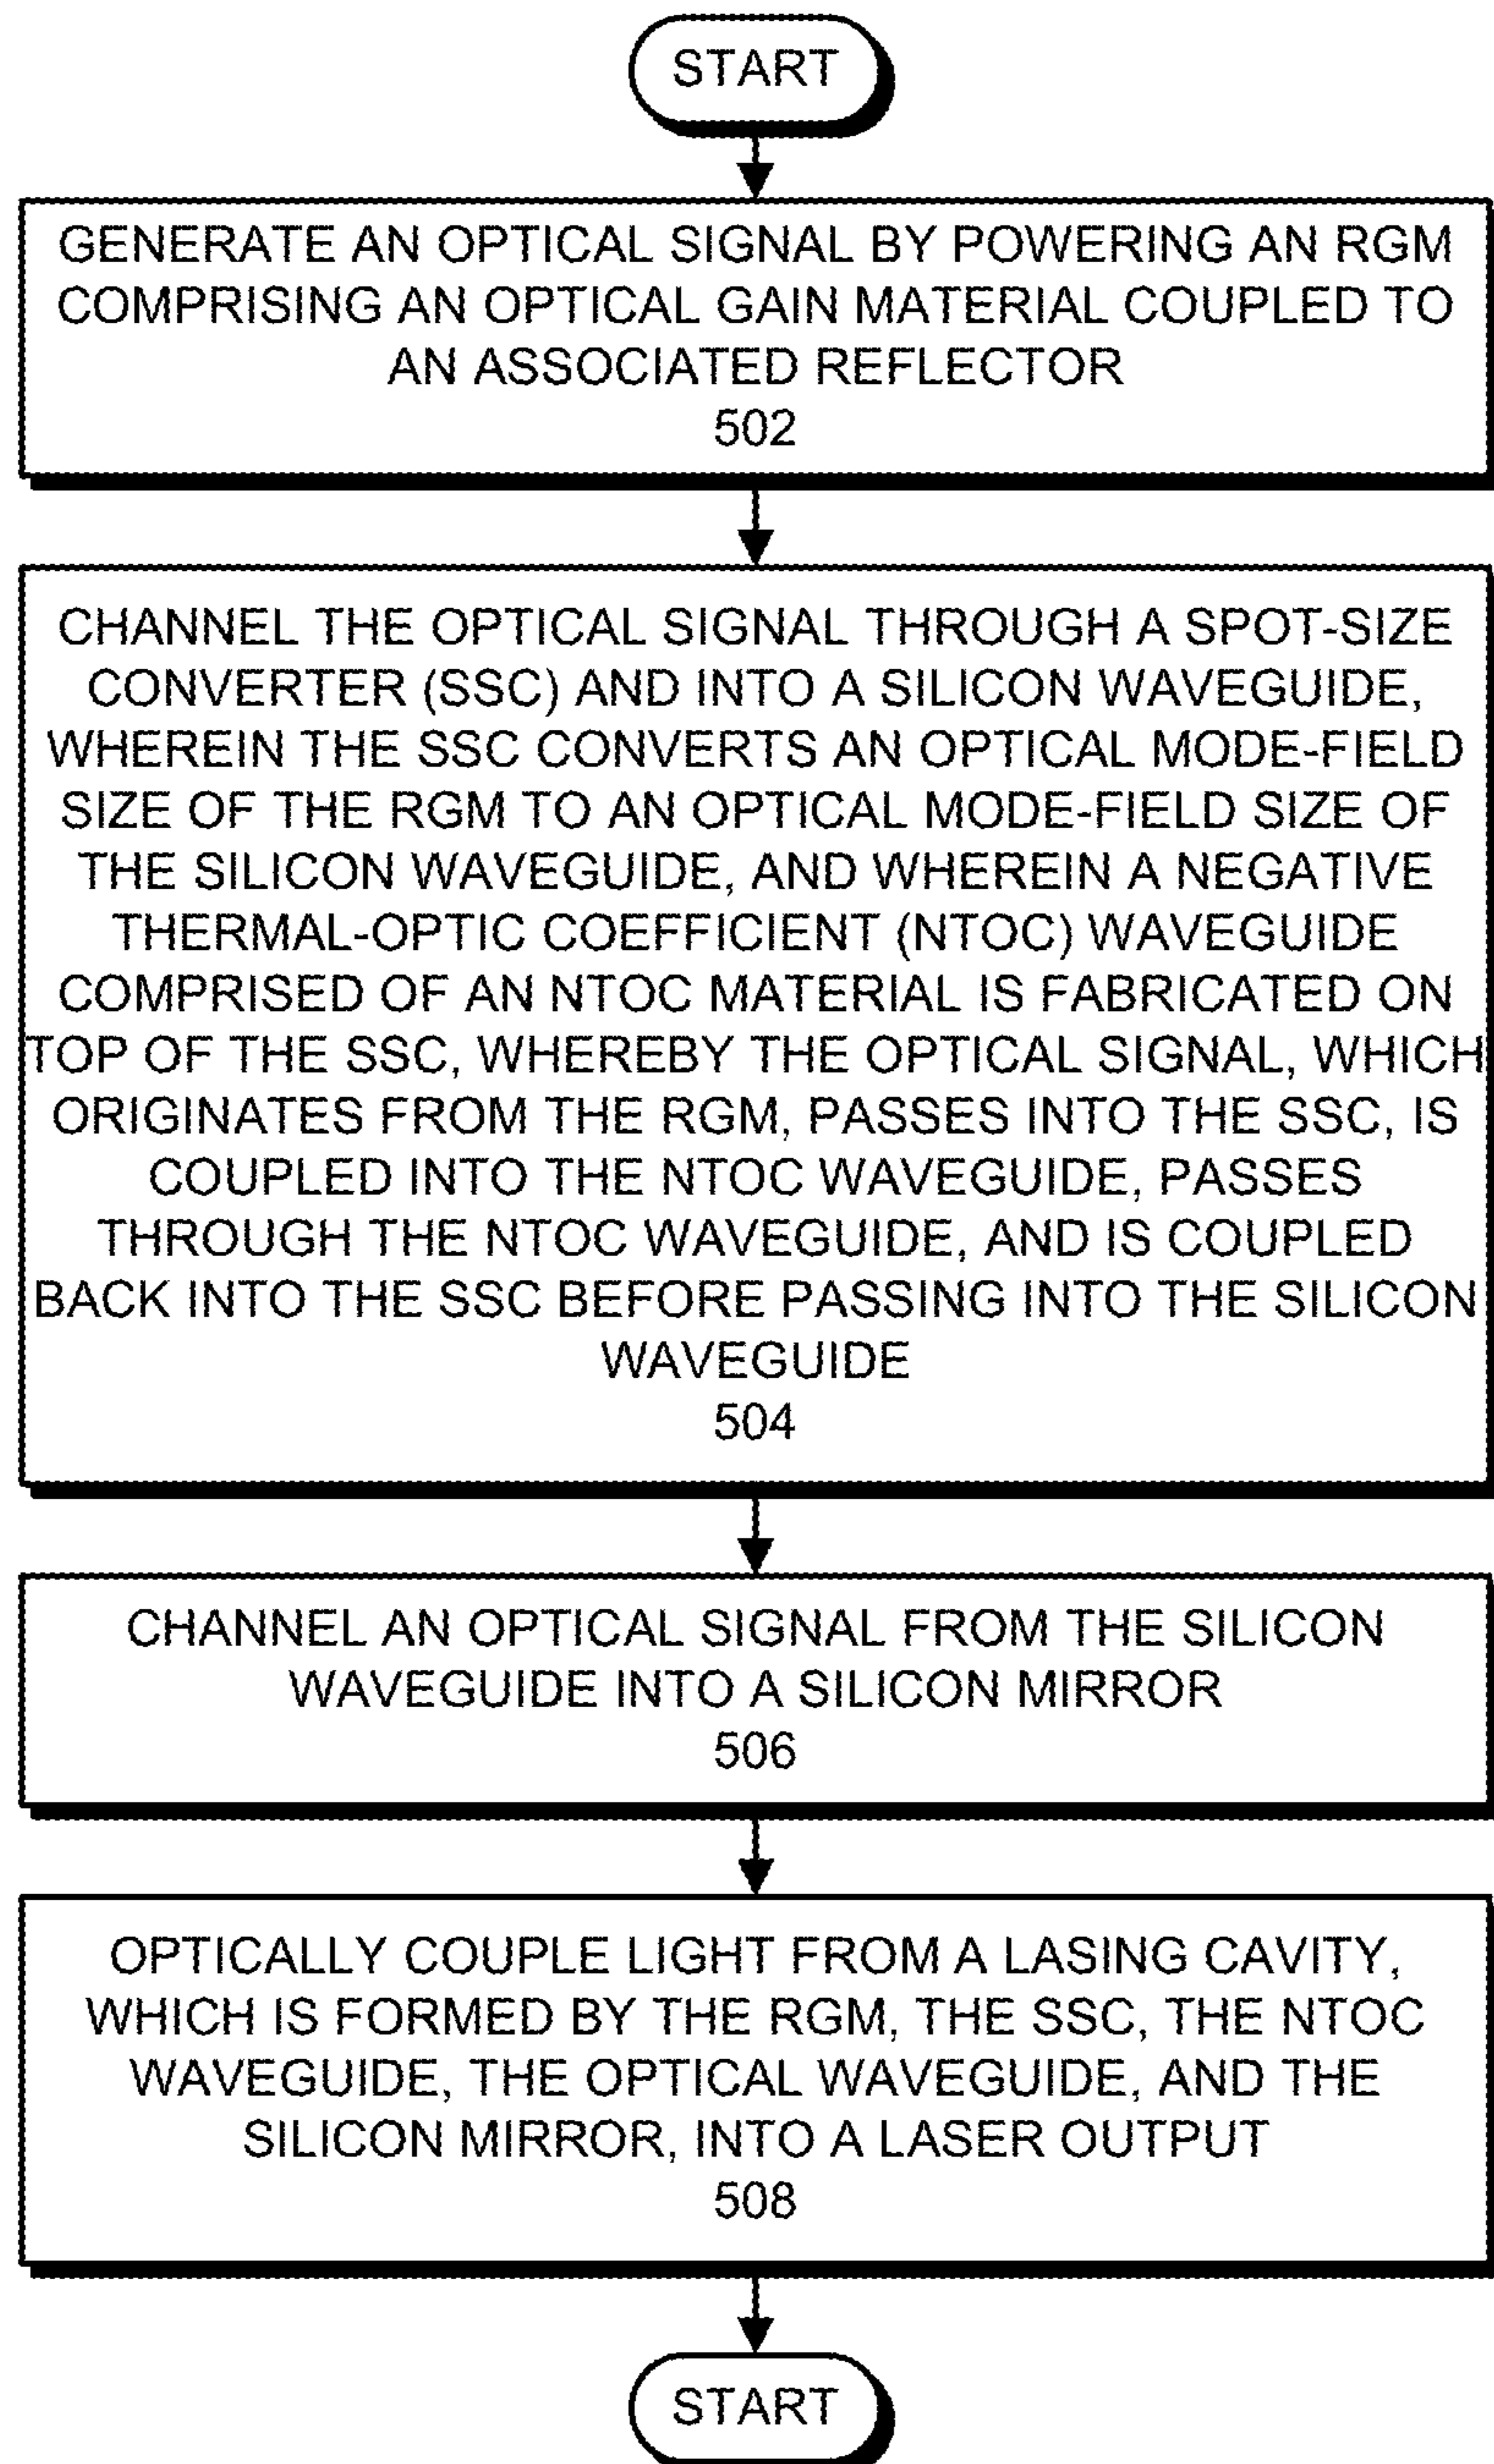 START
GENERATE AN OPTICAL SIGNAL BY POWERING AN RGM
COMPRISING AN OPTICAL GAIN MATERIAL COUPLED TO
AN ASSOCIATED REFLECTOR
502
CHANNEL THE OPTICAL SIGNAL THROUGH A SPOT-SIZE
CONVERTER (SSC) AND INTO A SILICON WAVEGUIDE,
WHEREIN THE SSC CONVERTS AN OPTICAL MODE-FIELD
SIZE OF THE RGM TO AN OPTICAL MODE-FIELD SIZE OF
THE SILICON WAVEGUIDE, AND WHEREIN A NEGATIVE
THERMAL-OPTIC COEFFICIENT (NTOC) WAVEGUIDE
COMPRISED OF AN NTOC MATERIAL IS FABRICATED ON
TOP OF THE SSC, WHEREBY THE OPTICAL SIGNAL, WHICH
ORIGINATES FROM THE RGM, PASSES INTO THE SSC, IS
COUPLED INTO THE NTOC WAVEGUIDE, PASSES
THROUGH THE NTOC WAVEGUIDE, AND IS COUPLED
BACK INTO THE SSC BEFORE PASSING INTO THE SILICON
WAVEGUIDE
504
CHANNEL AN OPTICAL SIGNAL FROM THE SILICON
WAVEGUIDE INTO A SILICON MIRROR
506
OPTICALLY COUPLE LIGHT FROM A LASING CAVITY,
WHICH IS FORMED BY THE RGM, THE SSC, THE NTOC
WAVEGUIDE, THE OPTICAL WAVEGUIDE, AND THE
SILICON MIRROR, INTO A LASER OUTPUT
508
START